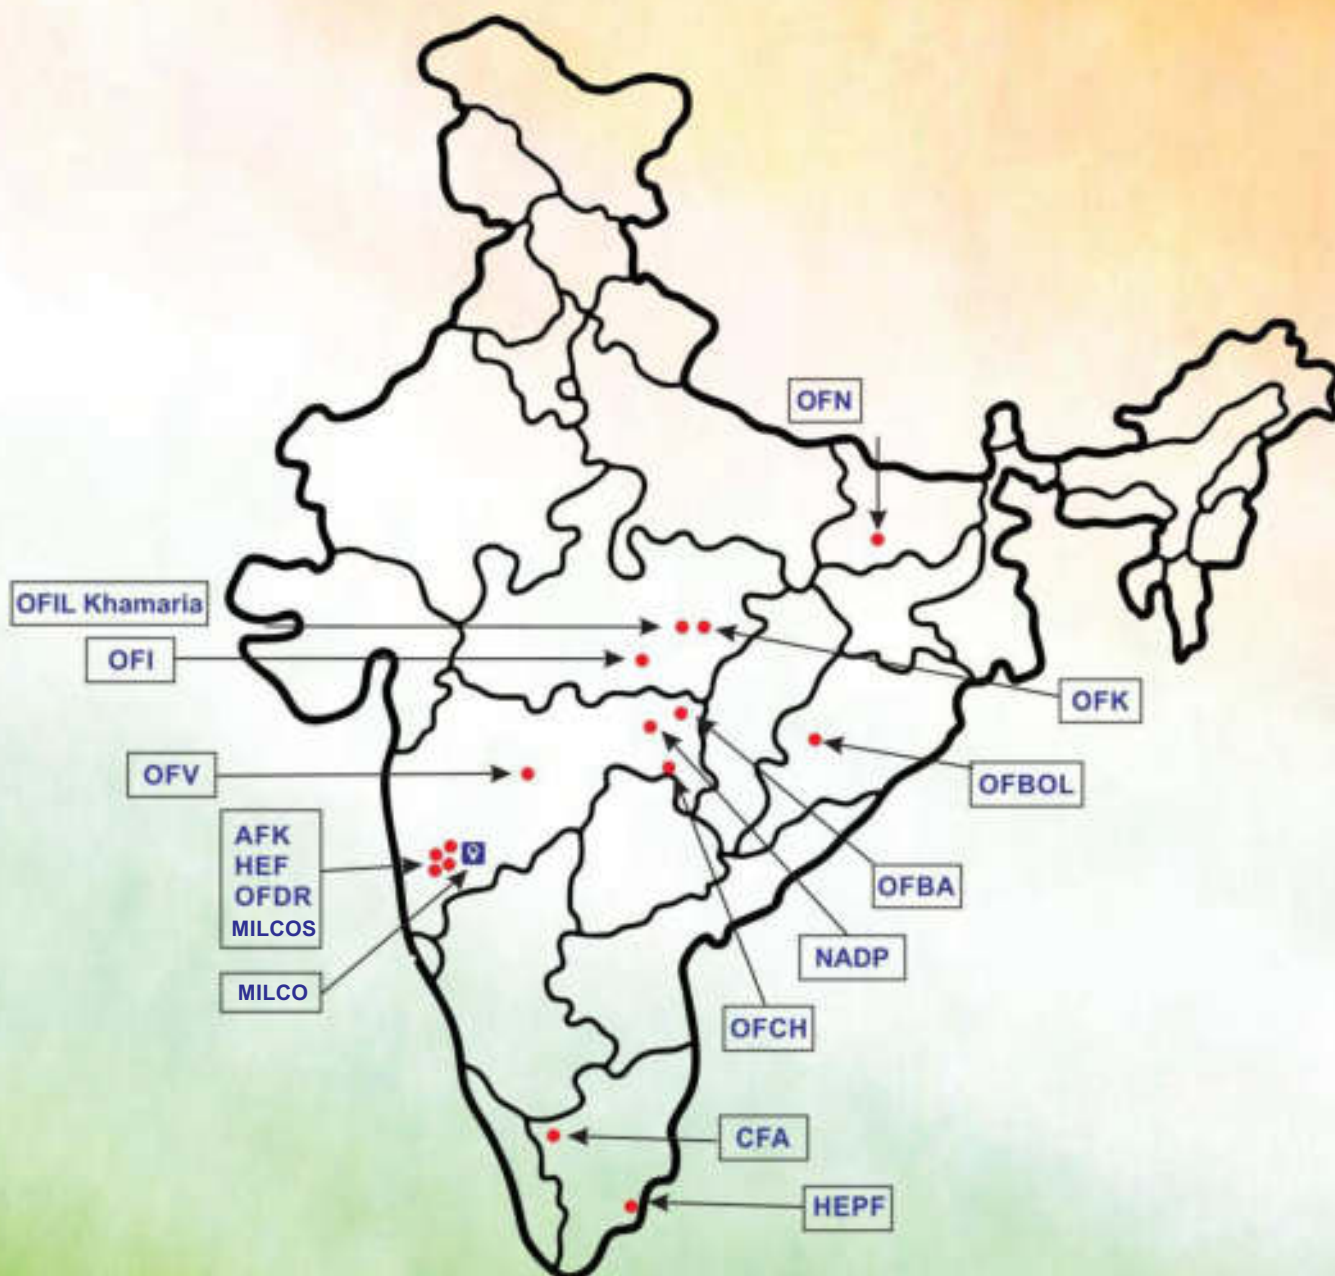 OFN
OFIL Khamaria
OFI
OFK
OFV
OFBOL
AFK
HEF
OFDR
MILCOS
OFBA
NADP
MILCO
OFCH
CFA
HEPF